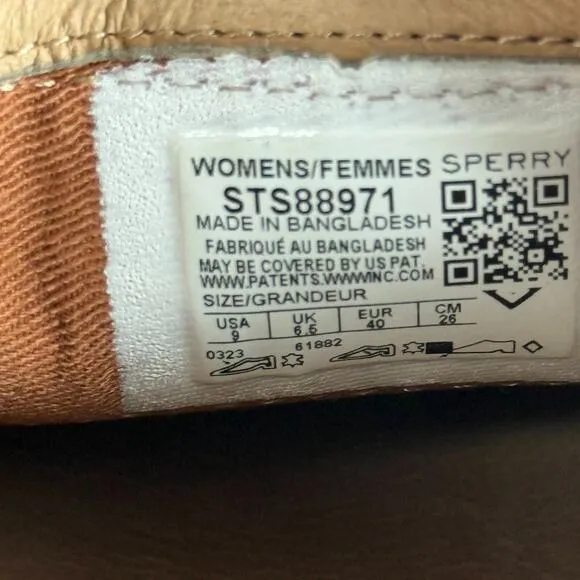 WOMENS/FEMMES SPERRY
STS88971
MADE IN BANGLADESH
FABRIQUÉ AU BANGLADESH
MAY BE COVERED BY US PAT.
WWW.PATENTS.WWWINC.COM
SIZE/GRANDEUR
USA UK EUR CM
9 6.5 40 26
0323 61882